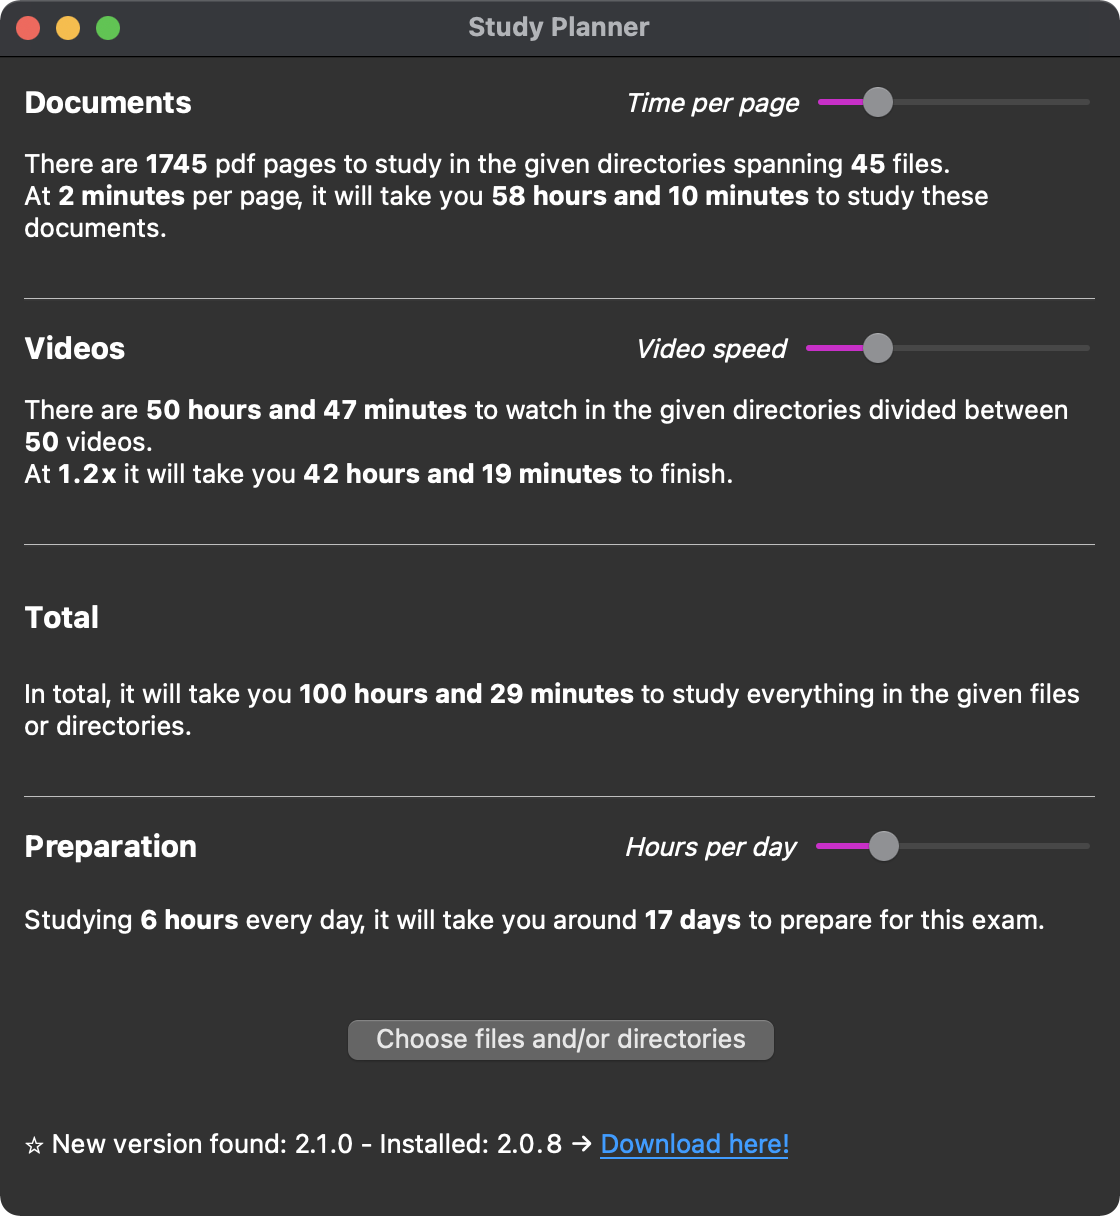 Study Planner
Documents
Time per page
There are 1745 pdf pages to study in the given directories spanning 45 files.
At 2 minutes per page, it will take you 58 hours and 10 minutes to study these
documents.
Videos
Video speed
There are 50 hours and 47 minutes to watch in the given directories divided between
50 videos.
At 1.2x it will take you 42 hours and 19 minutes to finish.
Total
In total, it will take you 100 hours and 29 minutes to study everything in the given files
or directories.
Preparation
Hours per day
Studying 6 hours every day, it will take you around 17 days to prepare for this exam.
Choose files and/or directories
☆ New version found: 2.1.0 - Installed: 2.0.8 → Download here!